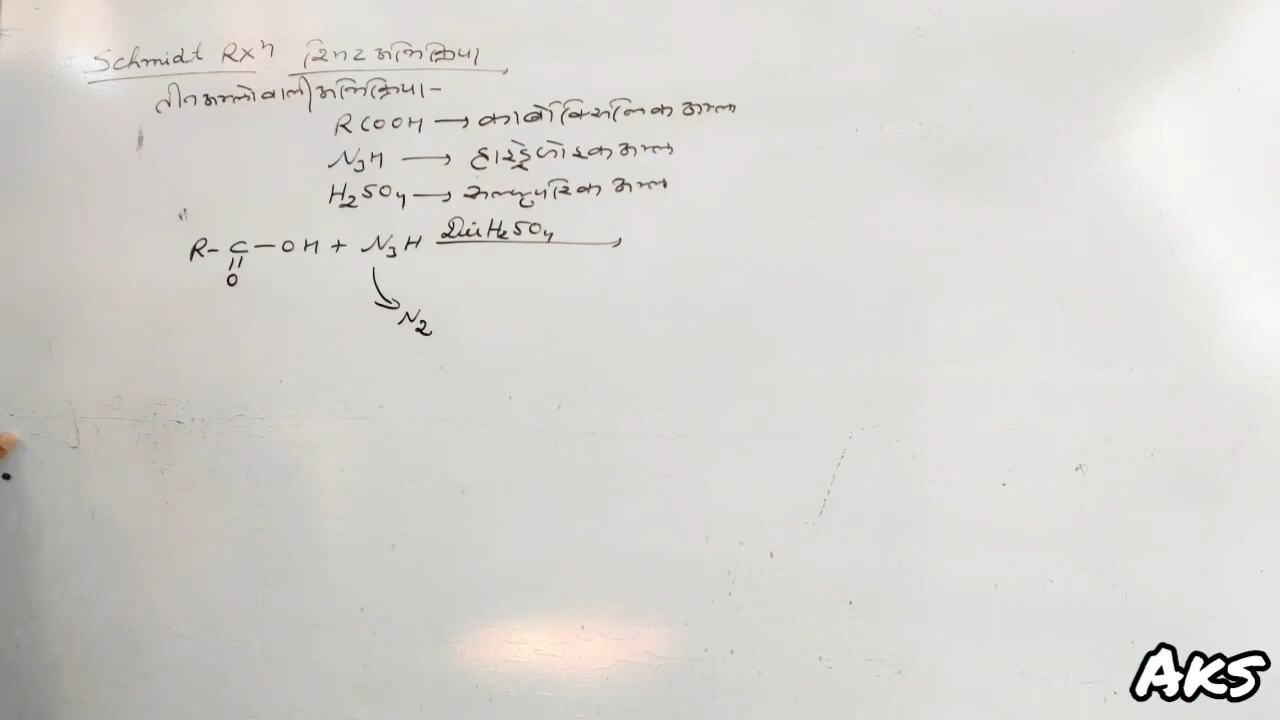 Schmidt Rxⁿ श्मिट अभिक्रिया
तीन अम्लों वाली अभिक्रिया-
RCOOH → कार्बोक्सिलिक अम्ल
N₃H → हाइड्रेजोइक अम्ल
H₂SO₄ → सल्फ्यूरिक अम्ल
R-C-OH + N₃H Dil H₂SO₄ →
||
O
N₂
AKS